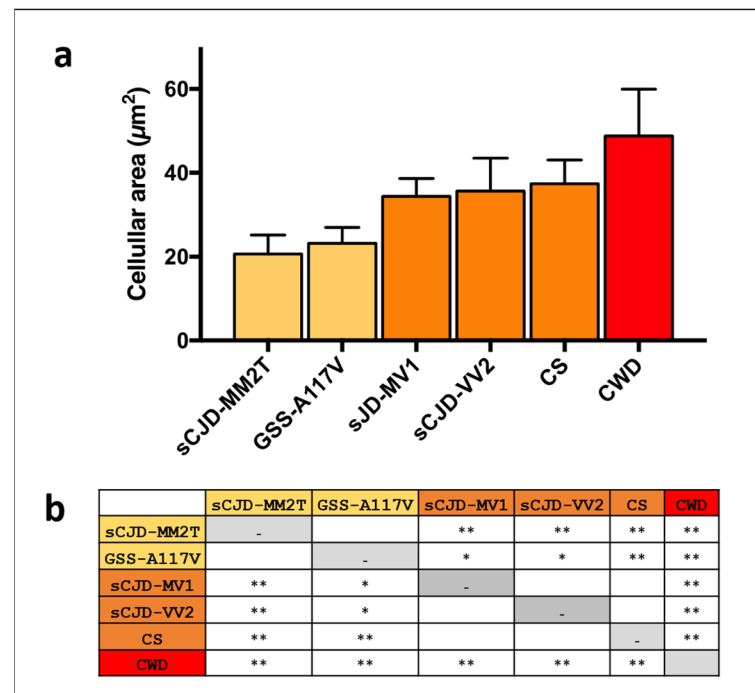 a
Cellullar area (µm²)
60
40
20
0
sCJD-MM2T
GSS-A117V
sJD-MV1
sCJD-VV2
CS
CWD
b
sCJD-MM2T GSS-A117V sCJD-MV1 sCJD-VV2 CS CWD
sCJD-MM2T - ** ** ** **
GSS-A117V - * * ** **
sCJD-MV1 ** * - **
sCJD-VV2 ** * - **
CS ** ** - **
CWD ** ** ** ** **